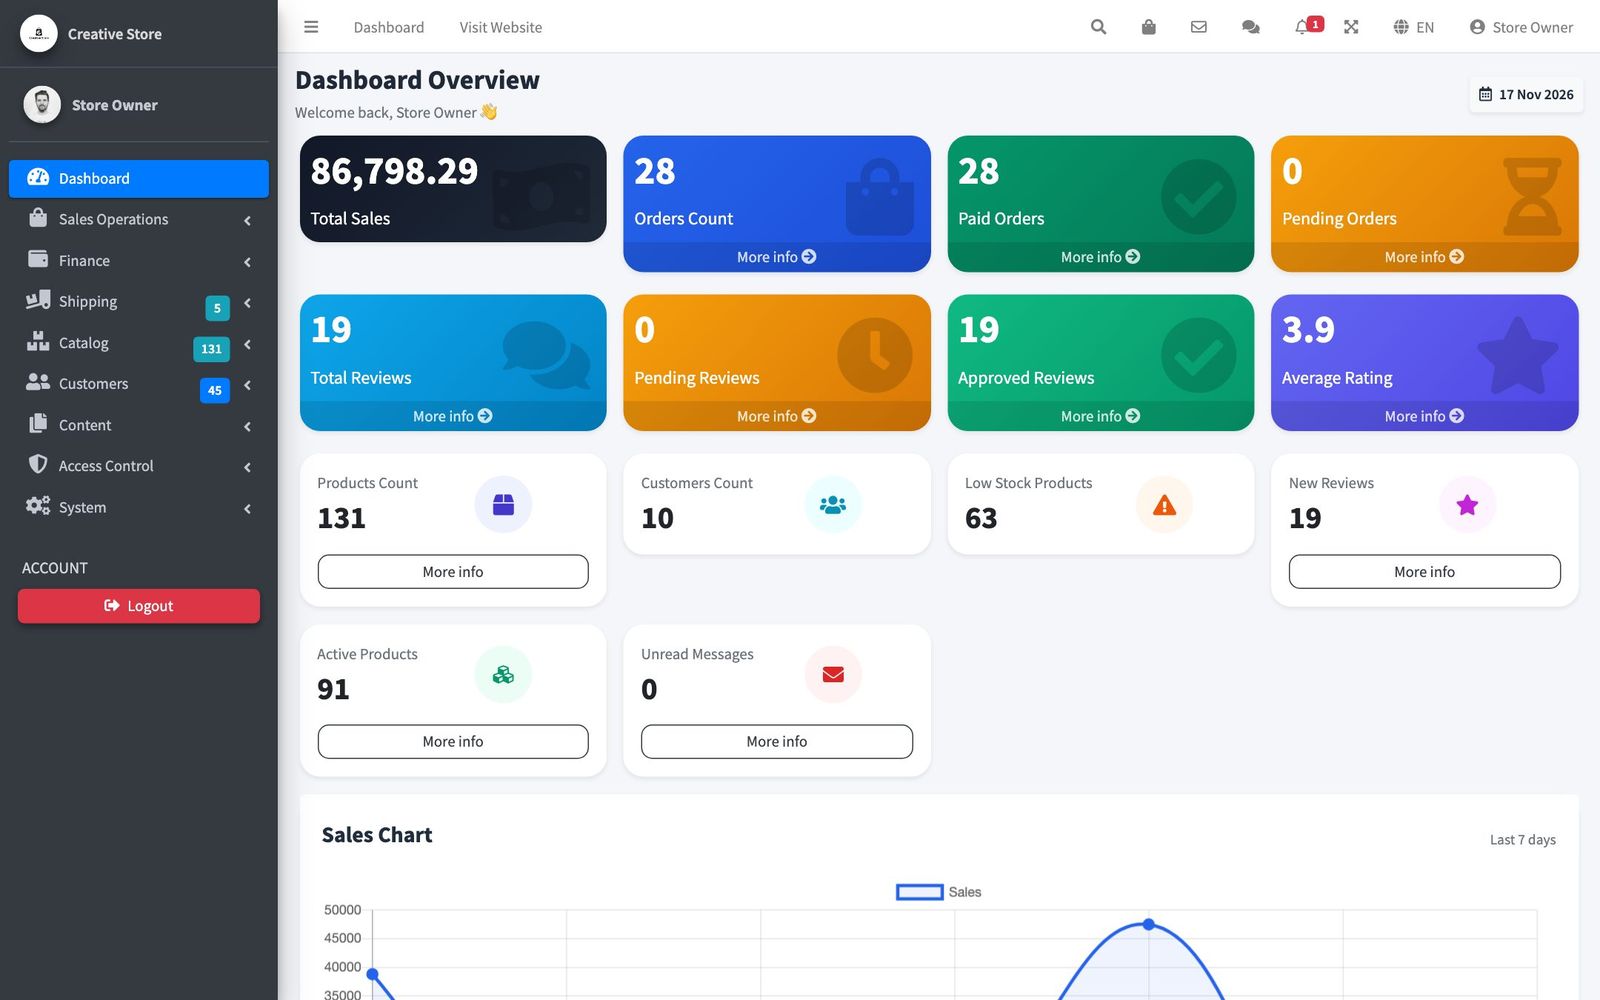 Creative Store
Store Owner
Dashboard
Sales Operations
Finance
Shipping 5
Catalog 131
Customers 45
Content
Access Control
System
ACCOUNT
Logout
Dashboard Visit Website 1 EN Store Owner
Dashboard Overview
Welcome back, Store Owner 👋
17 Nov 2026
86,798.29
Total Sales
28
Orders Count
More info
28
Paid Orders
More info
0
Pending Orders
More info
19
Total Reviews
More info
0
Pending Reviews
More info
19
Approved Reviews
More info
3.9
Average Rating
More info
Products Count
131
More info
Customers Count
10
Low Stock Products
63
New Reviews
19
More info
Active Products
91
More info
Unread Messages
0
More info
Sales Chart
Last 7 days
Sales
50000
45000
40000
35000